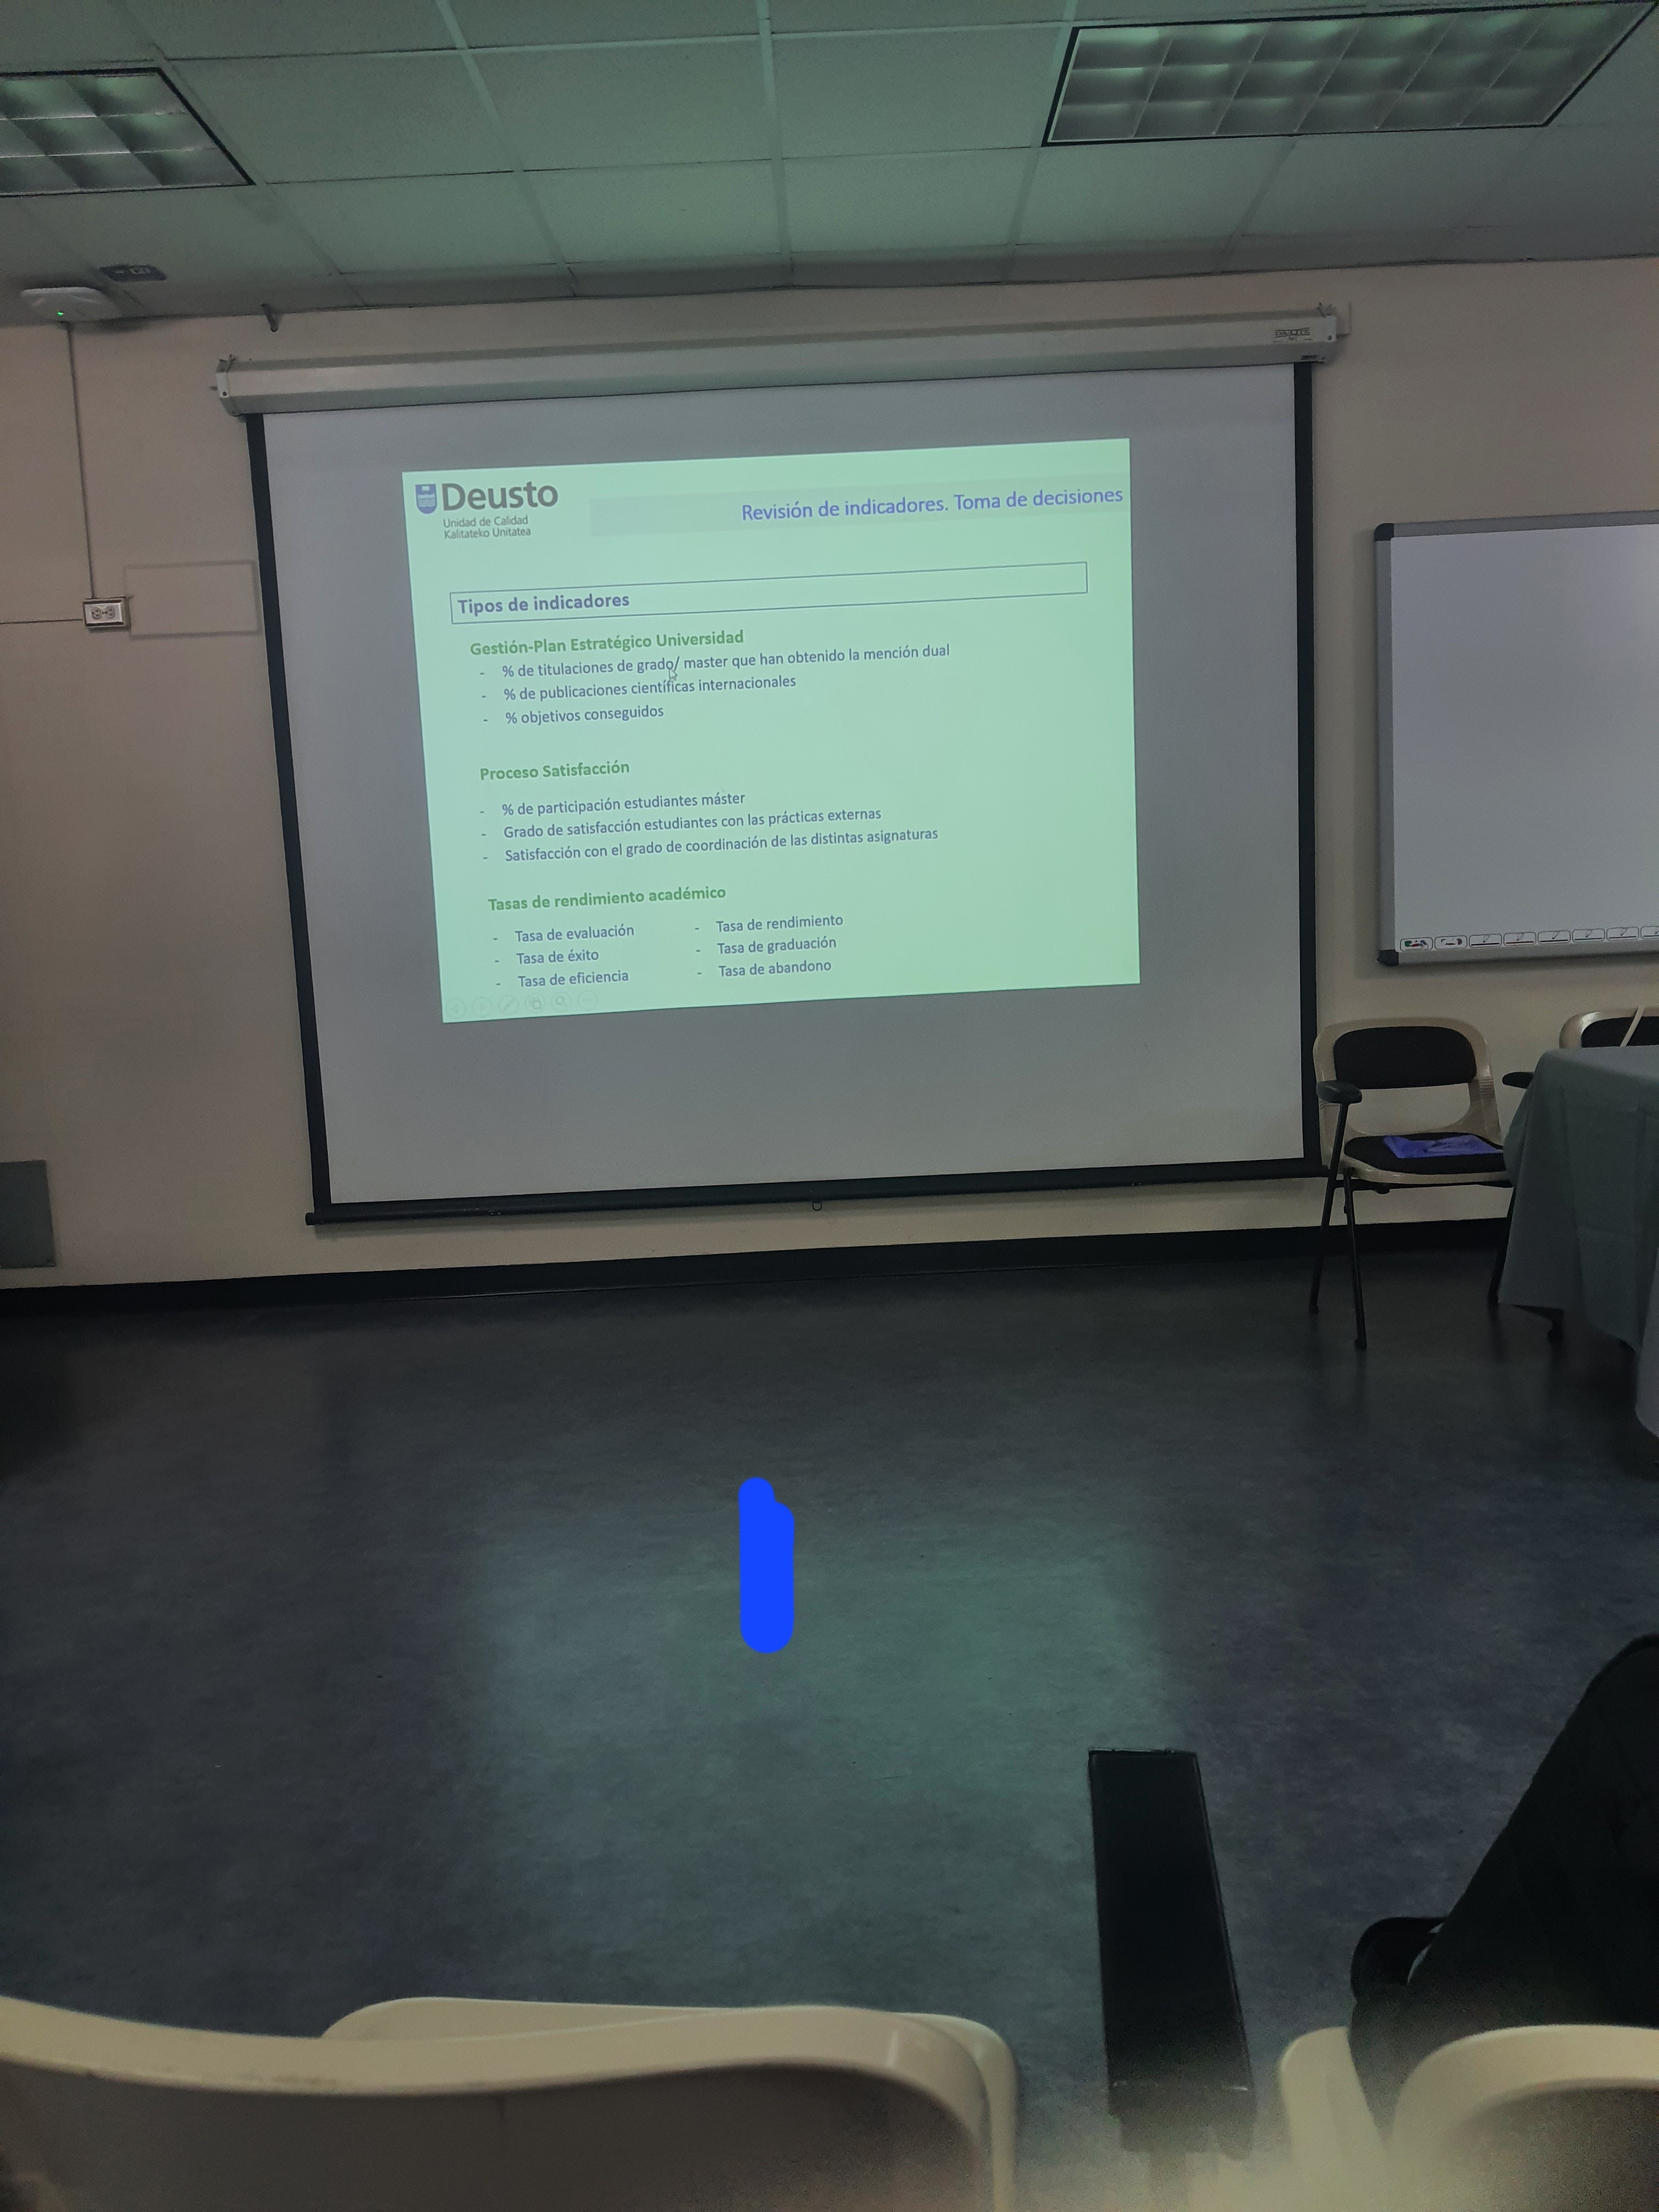 Deusto
Unidad de Calidad
Kalitateko Unitatea
Revisión de indicadores. Toma de decisiones
Tipos de indicadores
Gestión-Plan Estratégico Universidad
- % de titulaciones de grado/ master que han obtenido la mención dual
- % de publicaciones científicas internacionales
- % objetivos conseguidos
Proceso Satisfacción
- % de participación estudiantes máster
- Grado de satisfacción estudiantes con las prácticas externas
- Satisfacción con el grado de coordinación de las distintas asignaturas
Tasas de rendimiento académico
- Tasa de evaluación - Tasa de rendimiento
- Tasa de éxito - Tasa de graduación
- Tasa de eficiencia - Tasa de abandono